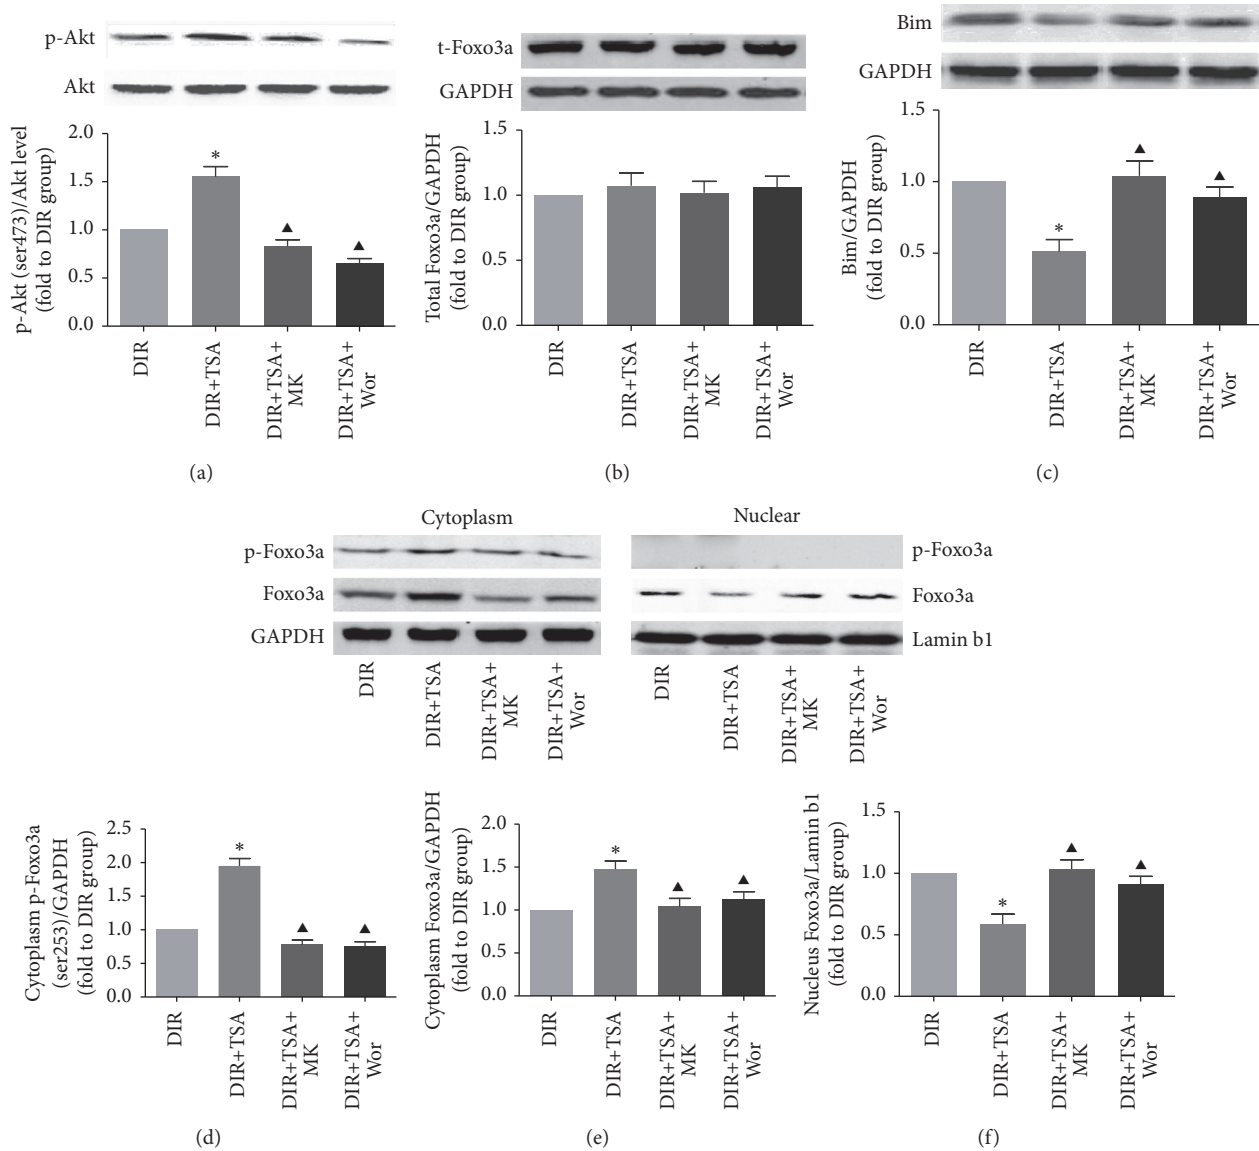 p-Akt
Akt
p-Akt (ser473)/Akt level
(fold to DIR group)
2.0
1.5
1.0
0.5
0.0
*
▲
▲
DIR
DIR+TSA
DIR+TSA+
MK
DIR+TSA+
Wor
(a)
t-Foxo3a
GAPDH
Total Foxo3a/GAPDH
(fold to DIR group)
1.5
1.0
0.5
0.0
DIR
DIR+TSA
DIR+TSA+
MK
DIR+TSA+
Wor
(b)
Bim
GAPDH
Bim/GAPDH
(fold to DIR group)
1.5
1.0
0.5
0.0
*
▲
▲
DIR
DIR+TSA
DIR+TSA+
MK
DIR+TSA+
Wor
(c)
Cytoplasm
p-Foxo3a
Foxo3a
GAPDH
DIR
DIR+TSA
DIR+TSA+
MK
DIR+TSA+
Wor
Nuclear
p-Foxo3a
Foxo3a
Lamin b1
DIR
DIR+TSA
DIR+TSA+
MK
DIR+TSA+
Wor
Cytoplasm p-Foxo3a
(ser253)/GAPDH
(fold to DIR group)
2.5
2.0
1.5
1.0
0.5
0.0
*
▲
▲
DIR
DIR+TSA
DIR+TSA+
MK
DIR+TSA+
Wor
(d)
Cytoplasm Foxo3a/GAPDH
(fold to DIR group)
2.0
1.5
1.0
0.5
0.0
*
▲
▲
DIR
DIR+TSA
DIR+TSA+
MK
DIR+TSA+
Wor
(e)
Nucleus Foxo3a/Lamin b1
(fold to DIR group)
1.5
1.0
0.5
0.0
*
▲
▲
DIR
DIR+TSA
DIR+TSA+
MK
DIR+TSA+
Wor
(f)